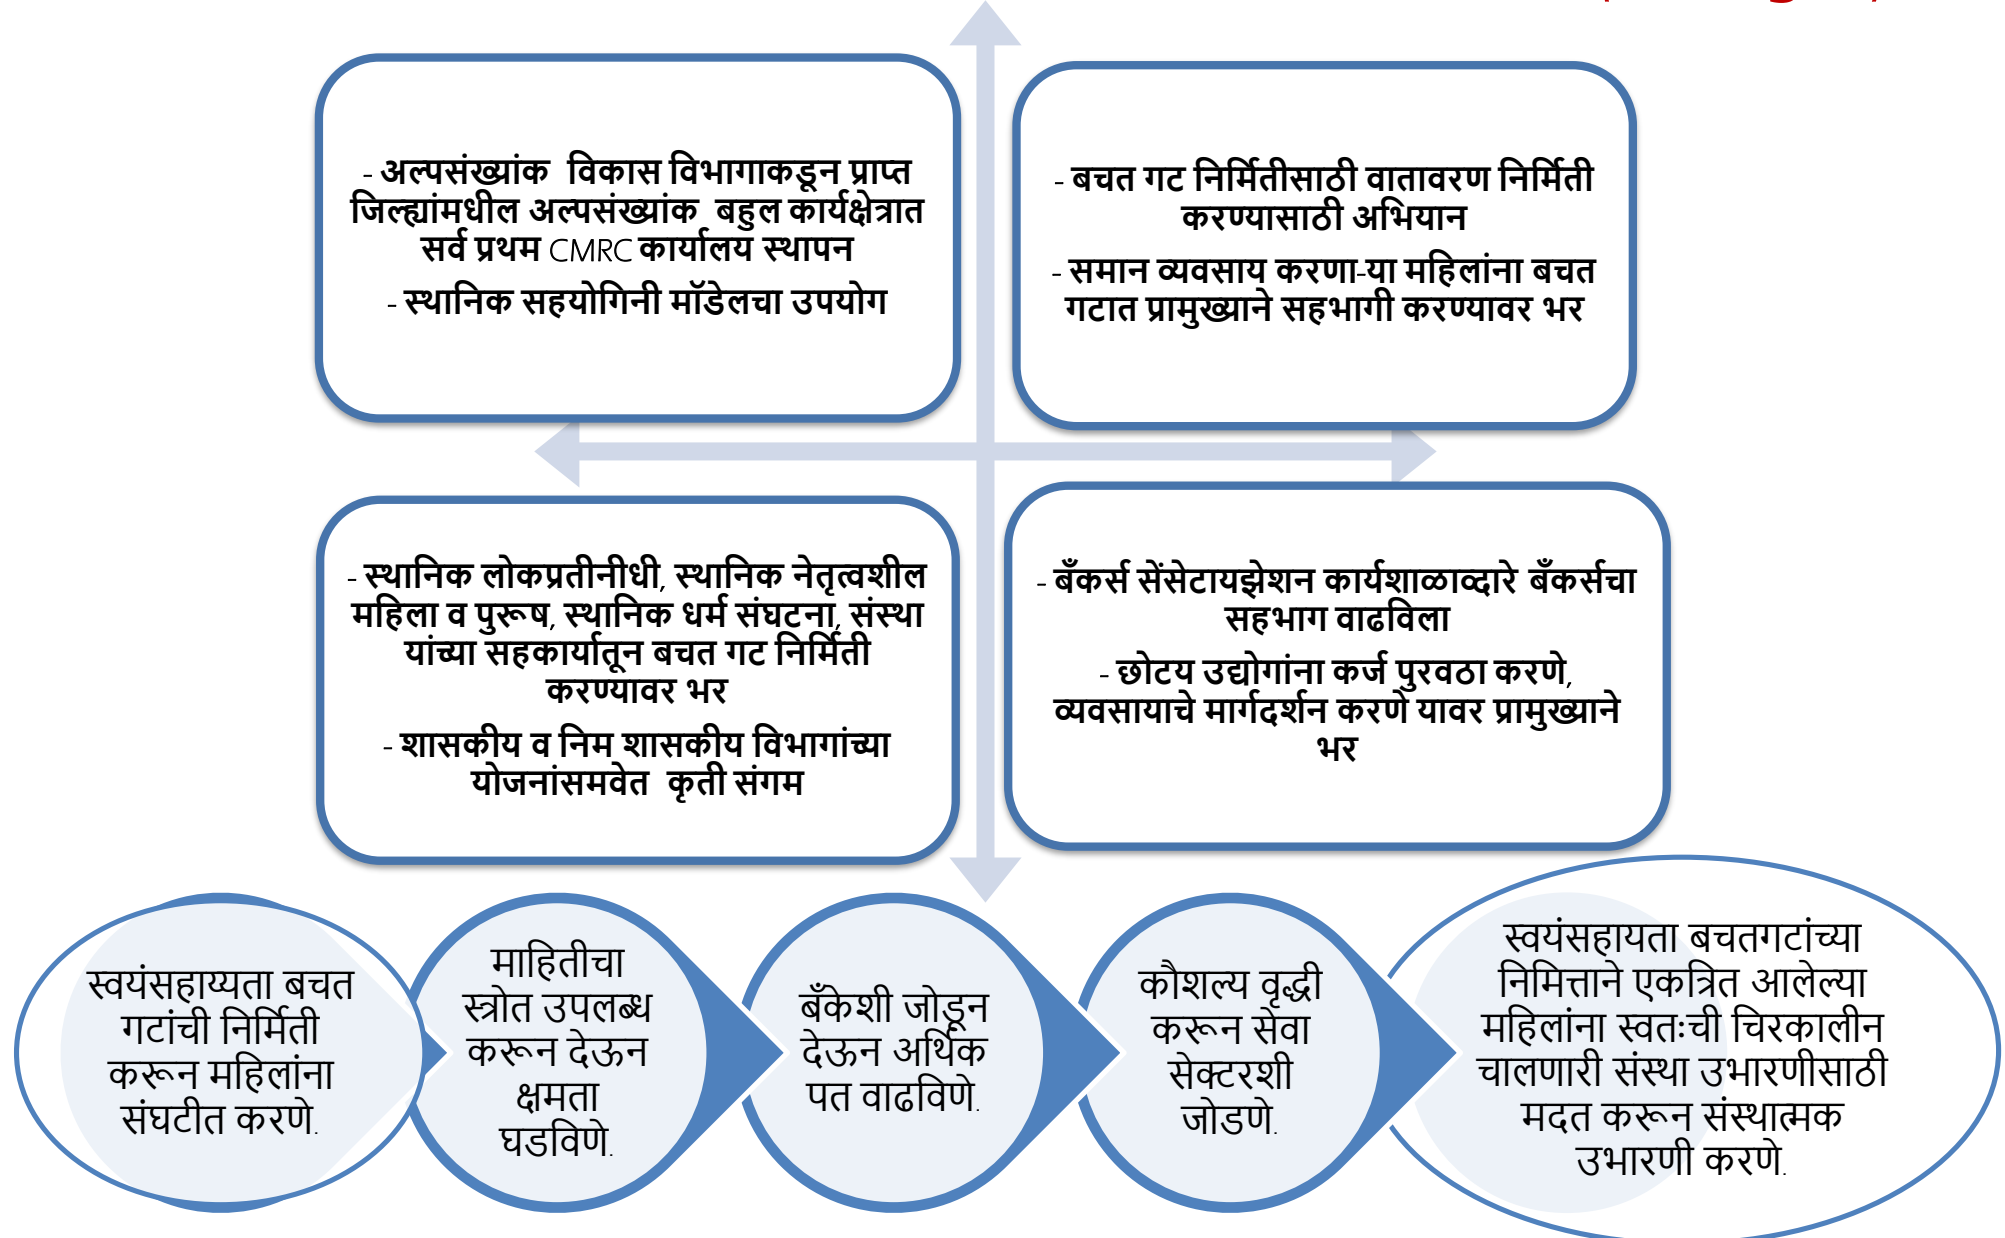 - अल्पसंख्यांक विकास विभागाकडून प्राप्त
जिल्ह्यांमधील अल्पसंख्यांक बहुल कार्यक्षेत्रात
सर्व प्रथम CMRC कार्यालय स्थापन
- स्थानिक सहयोगिनी मॉडेलचा उपयोग
- बचत गट निर्मितीसाठी वातावरण निर्मिती
करण्यासाठी अभियान
- समान व्यवसाय करणा-या महिलांना बचत
गटात प्रामुख्याने सहभागी करण्यावर भर
- स्थानिक लोकप्रतीनीधी, स्थानिक नेतृत्वशील
महिला व पुरूष, स्थानिक धर्म संघटना, संस्था
यांच्या सहकार्यातून बचत गट निर्मिती
करण्यावर भर
- शासकीय व निम शासकीय विभागांच्या
योजनांसमवेत कृती संगम
- बँकर्स सेंसेटायझेशन कार्यशाळाव्दारे बँकर्सचा
सहभाग वाढविला
- छोटय उद्योगांना कर्ज पुरवठा करणे,
व्यवसायाचे मार्गदर्शन करणे यावर प्रामुख्याने
भर
स्वयंसहाय्यता बचत
गटांची निर्मिती
करून महिलांना
संघटीत करणे.
माहितीचा
स्त्रोत उपलब्ध
करून देऊन
क्षमता
घडविणे.
बँकेशी जोडून
देऊन अर्थिक
पत वाढविणे.
कौशल्य वृद्धी
करून सेवा
सेक्टरशी
जोडणे.
स्वयंसहायता बचतगटांच्या
निमित्ताने एकत्रित आलेल्या
महिलांना स्वतःची चिरकालीन
चालणारी संस्था उभारणीसाठी
मदत करून संस्थात्मक
उभारणी करणे.